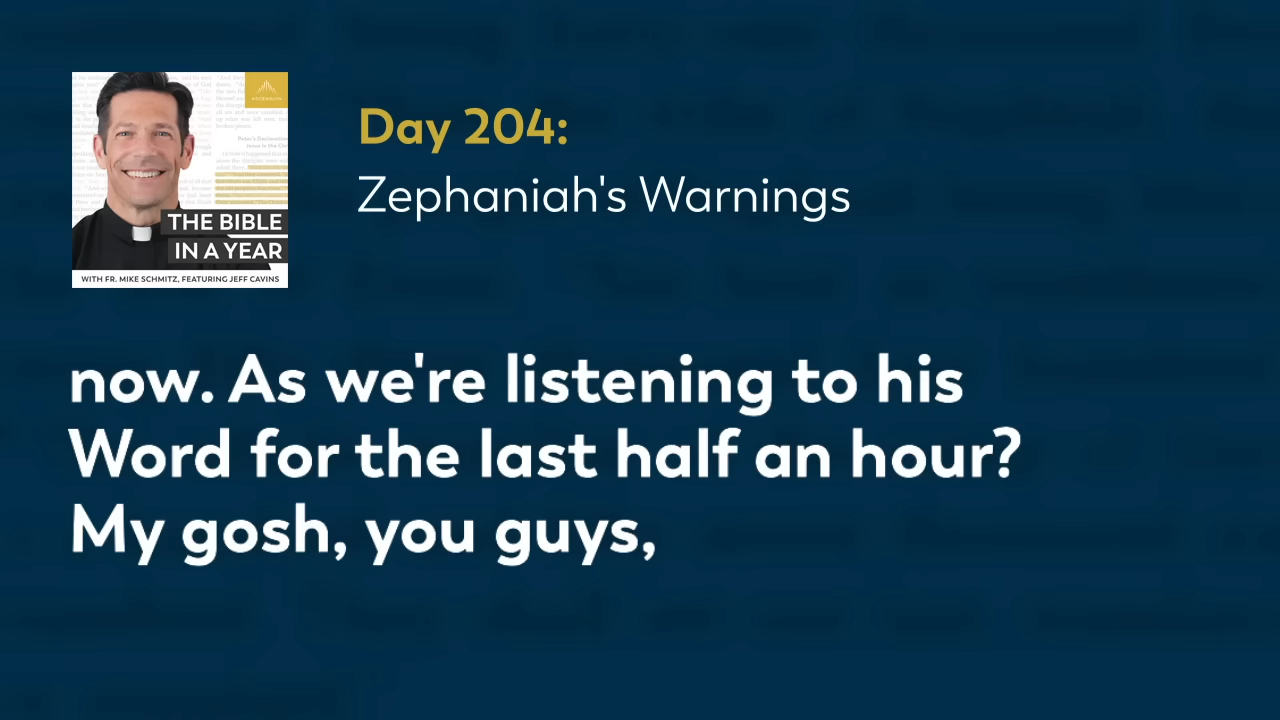 Day 204:
Zephaniah's Warnings
ASCENSION
THE BIBLE
IN A YEAR
WITH FR. MIKE SCHMITZ, FEATURING JEFF CAVINS
now. As we're listening to his
Word for the last half an hour?
My gosh, you guys,